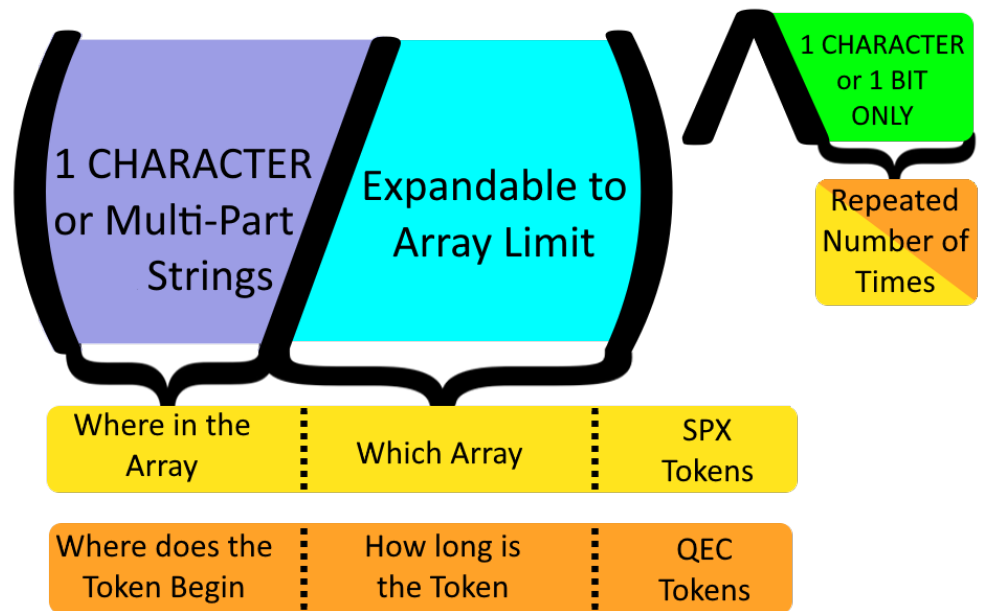 1 CHARACTER
or Multi-Part
Strings
Expandable to
Array Limit
1 CHARACTER
or 1 BIT
ONLY
Repeated
Number of
Times
Where in the
Array
Which Array
SPX
Tokens
Where does the
Token Begin
How long is
the Token
QEC
Tokens